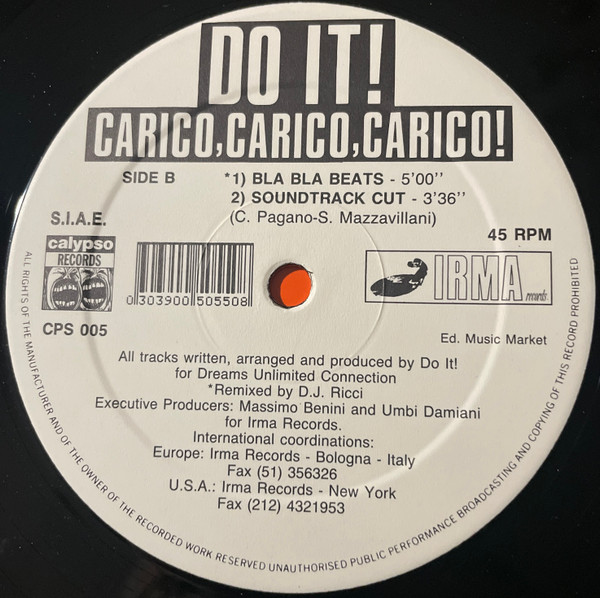 DO IT!
CARICO,CARICO,CARICO!
SIDE B
*1) BLA BLA BEATS - 5'00''
2) SOUNDTRACK CUT - 3'36''
(C. Pagano-S. Mazzavillani)
S.I.A.E.
45 RPM
calypso
RECORDS
0 303900 505508
IRMA
records
CPS 005
Ed. Music Market
All tracks written, arranged and produced by Do It!
for Dreams Unlimited Connection
*Remixed by D.J. Ricci
Executive Producers: Massimo Benini and Umbi Damiani
for Irma Records.
International coordinations:
Europe: Irma Records - Bologna - Italy
Fax (51) 356326
U.S.A.: Irma Records - New York
Fax (212) 4321953
ALL RIGHTS OF THE MANUFACTURER AND OF THE OWNER OF THE RECORDED WORK RESERVED UNAUTHORISED PUBLIC PERFORMANCE BROADCASTING AND COPYING OF THIS RECORD PROHIBITED